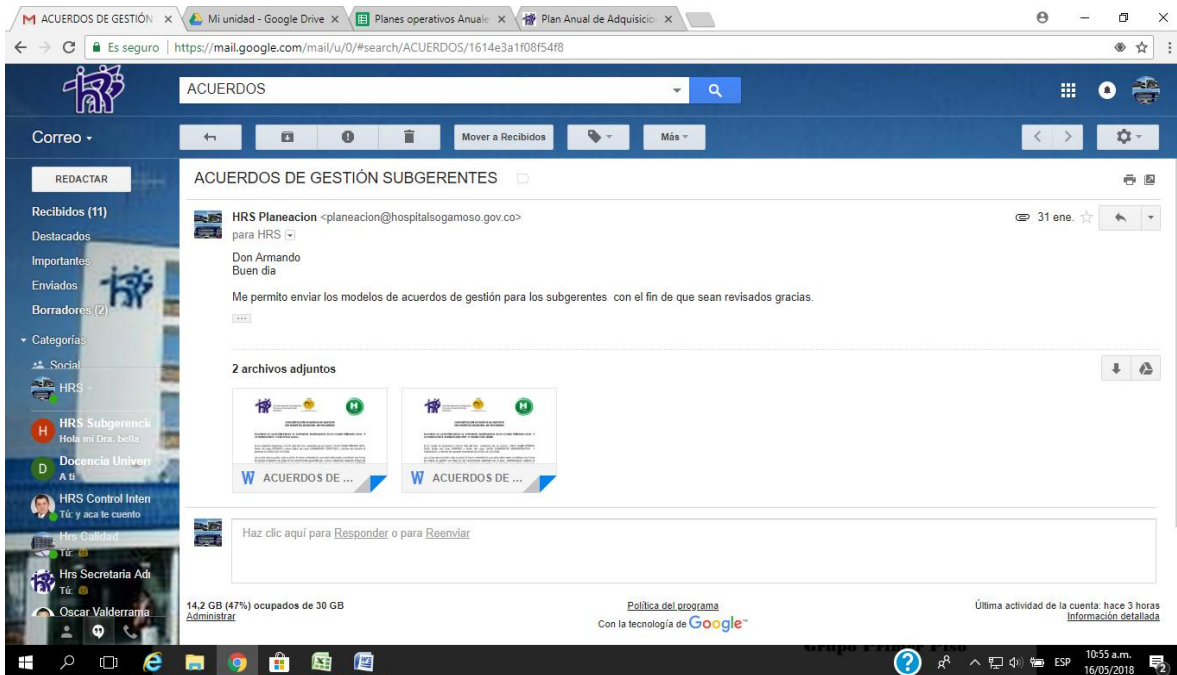 ACUERDOS DE GESTIÓN
Mi unidad - Google Drive
Planes operativos Anuale
Plan Anual de Adquisicio
Es seguro
https://mail.google.com/mail/u/0/#search/ACUERDOS/1614e3a1f08f54f8
ACUERDOS
Correo
Mover a Recibidos
Más
REDACTAR
ACUERDOS DE GESTIÓN SUBGERENTES
Recibidos (11)
Destacados
Importantes
Enviados
Borradores (2)
Categorías
Social
HRS
HRS Subgerenci
Hola mi Dra. bella
Docencia Univer
A ti
HRS Control Inten
Tú: y aca te cuento
Hrs Calidad
Tú:
Hrs Secretaria Adı
Tú:
Oscar Valderrama
HRS Planeacion <planeacion@hospitalsogamoso.gov.co>
31 ene.
para HRS
Don Armando
Buen dia
Me permito enviar los modelos de acuerdos de gestión para los subgerentes con el fin de que sean revisados gracias.
2 archivos adjuntos
W ACUERDOS DE ...
W ACUERDOS DE ...
Haz clic aquí para Responder o para Reenviar
14,2 GB (47%) ocupados de 30 GB
Administrar
Política del programa
Con la tecnología de Google™
Última actividad de la cuenta: hace 3 horas
Información detallada
ESP
10:55 a.m.
16/05/2018